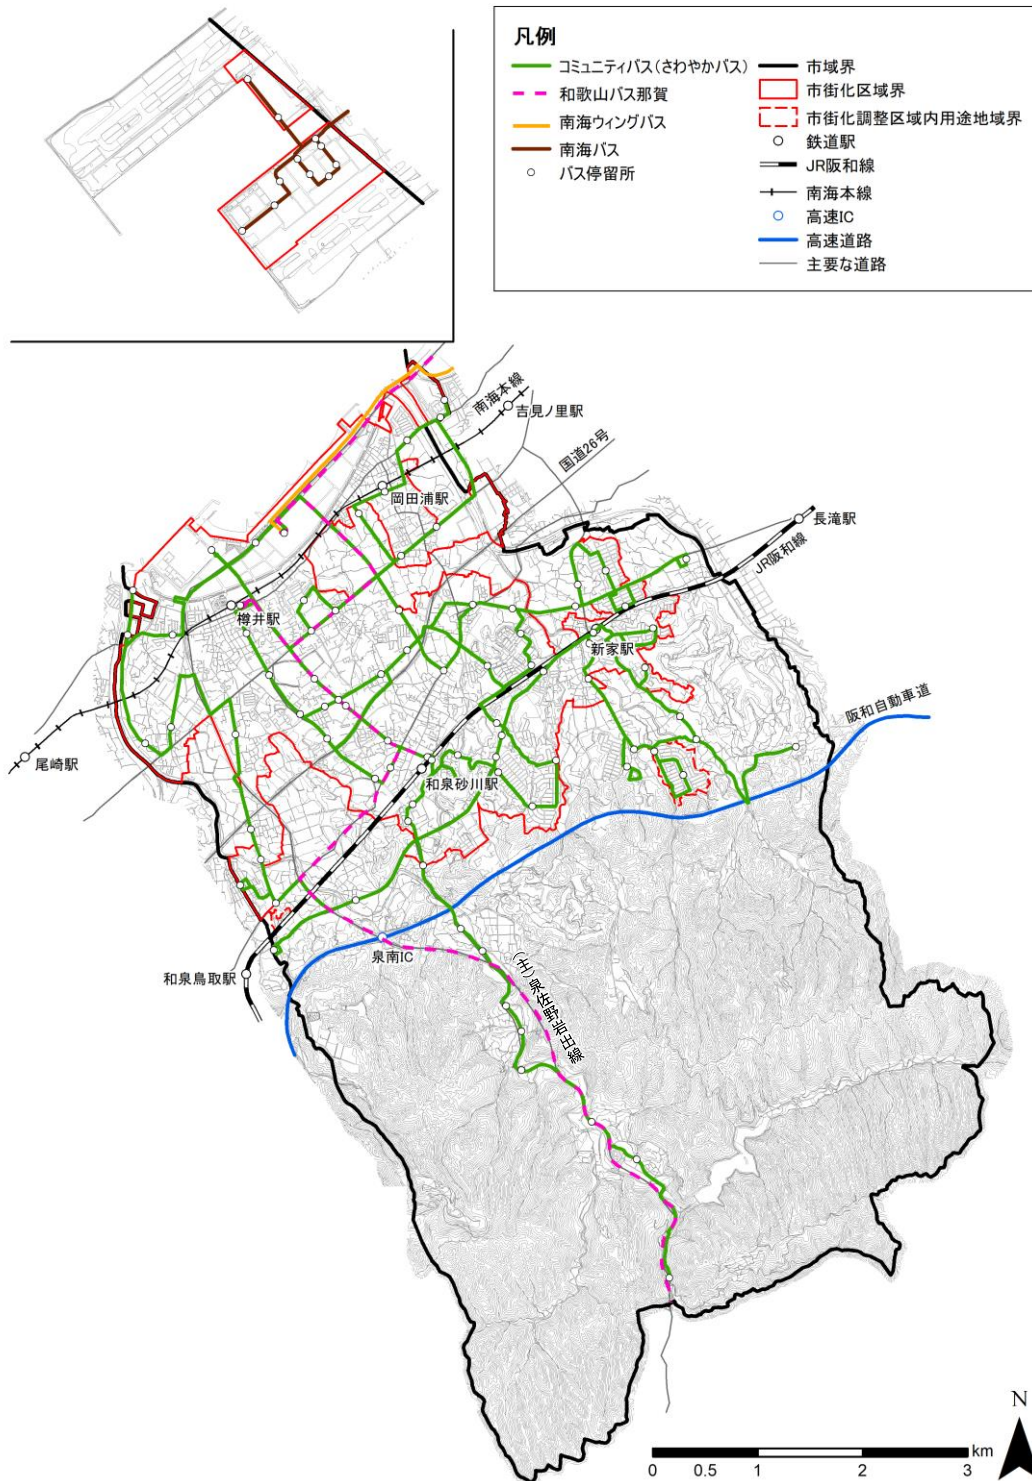 凡例
コミュニティバス(さわやかバス)
和歌山バス那賀
南海ウィングバス
南海バス
バス停留所
市域界
市街化区域界
市街化調整区域内用途地域界
鉄道駅
JR阪和線
南海本線
高速IC
高速道路
主要な道路
南海本線
吉見ノ里駅
国道26号
岡田浦駅
長滝駅
JR阪和線
樽井駅
新家駅
阪和自動車道
尾崎駅
和泉砂川駅
泉南IC
和泉鳥取駅
(主)泉佐野岩出線
N
km
0 0.5 1 2 3